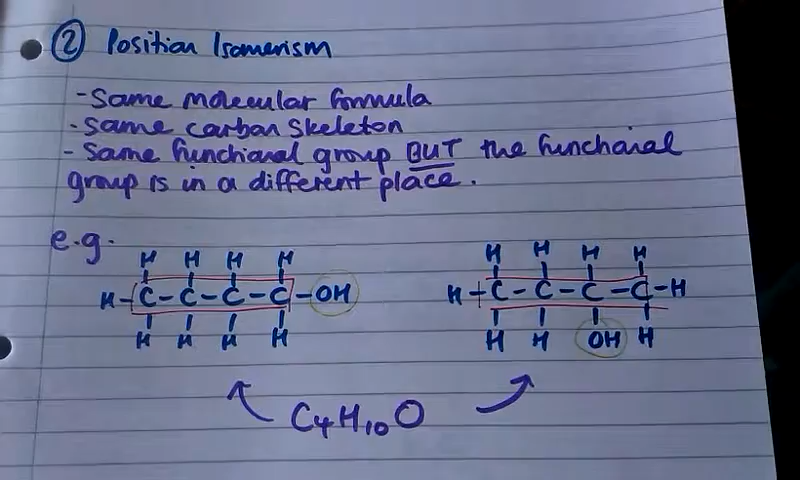 ② Position Isomerism
- Same molecular formula
- Same carbon skeleton
- Same functional group BUT the functional
group is in a different place.
e.g.
H H H H
H-C-C-C-C-OH
H H H H
H H H H
H-C-C-C-C-H
H H OH H
C4H10O